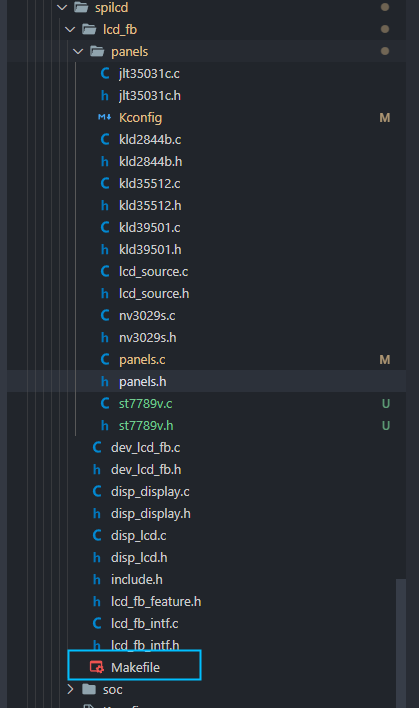 spilcd
lcd_fb
panels
C jlt35031c.c
h jlt35031c.h
M Kconfig M
C kld2844b.c
h kld2844b.h
C kld35512.c
h kld35512.h
C kld39501.c
h kld39501.h
C lcd_source.c
h lcd_source.h
C nv3029s.c
h nv3029s.h
C panels.c M
h panels.h
C st7789v.c U
h st7789v.h U
C dev_lcd_fb.c
h dev_lcd_fb.h
C disp_display.c
h disp_display.h
C disp_lcd.c
h disp_lcd.h
h include.h
h lcd_fb_feature.h
C lcd_fb_intf.c
h lcd_fb_intf.h
Makefile
soc